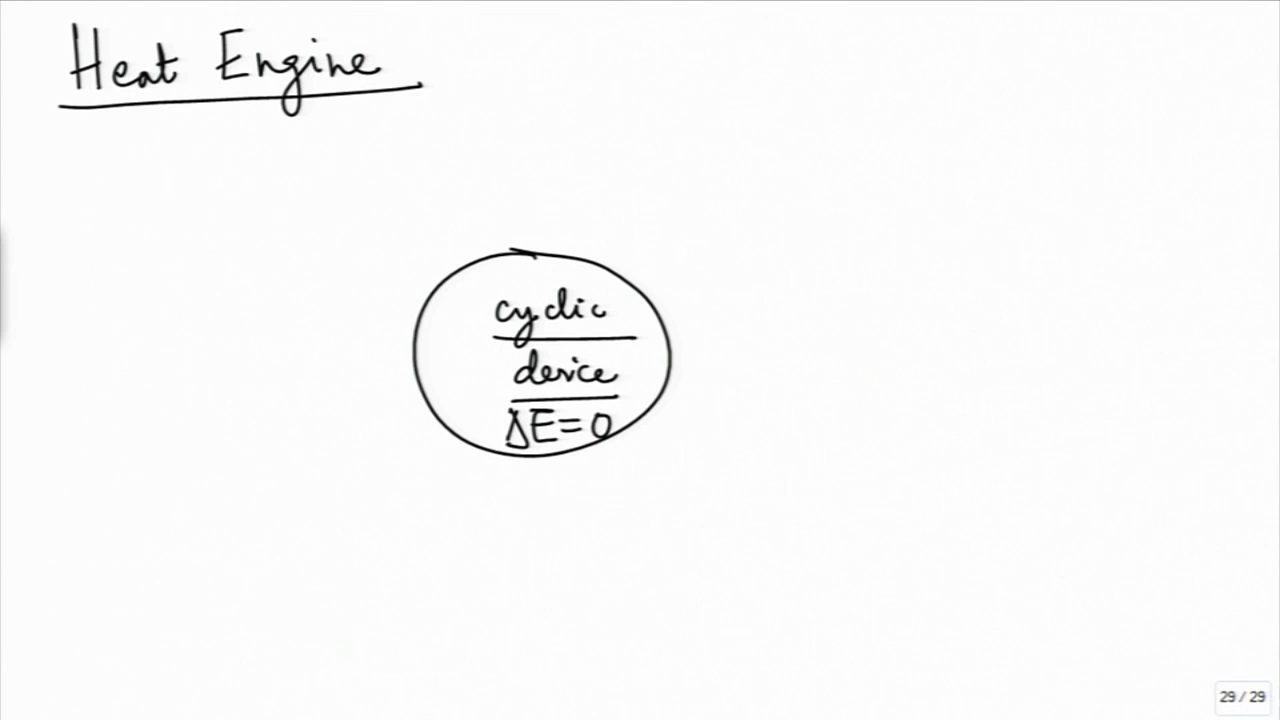 Heat Engine
cyclic
device
ΔE=0
29 / 29